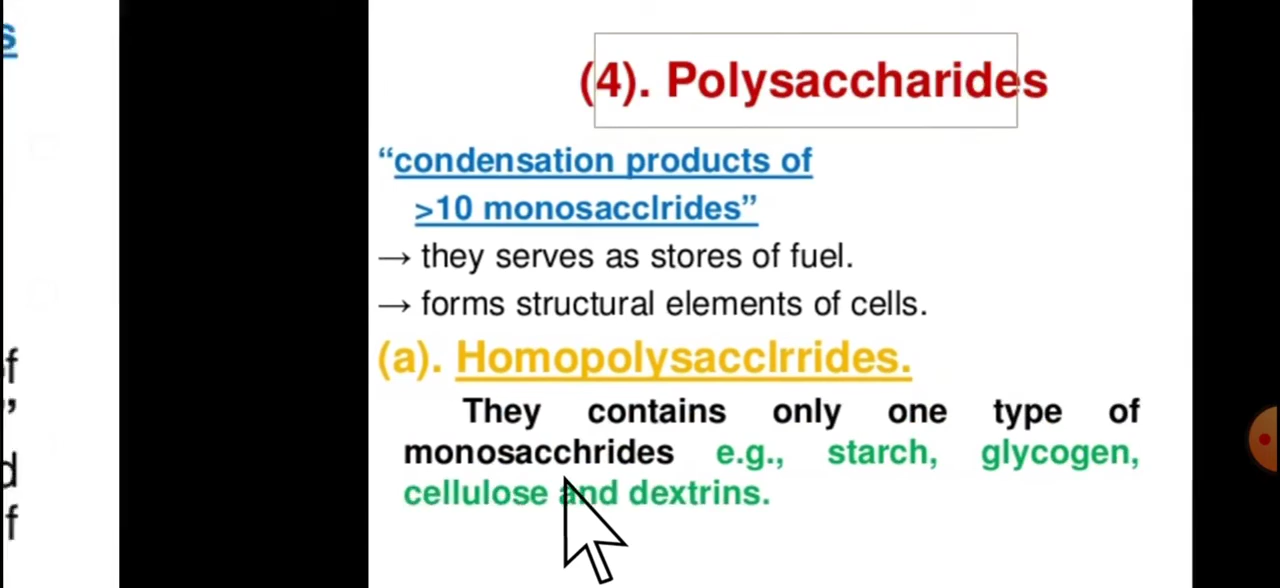 s
f
”
d
f
(4). Polysaccharides
“condensation products of
>10 monosacclrides”
→ they serves as stores of fuel.
→ forms structural elements of cells.
(a). Homopolysacclrrides.
They contains only one type of
monosacchrides e.g., starch, glycogen,
cellulose and dextrins.